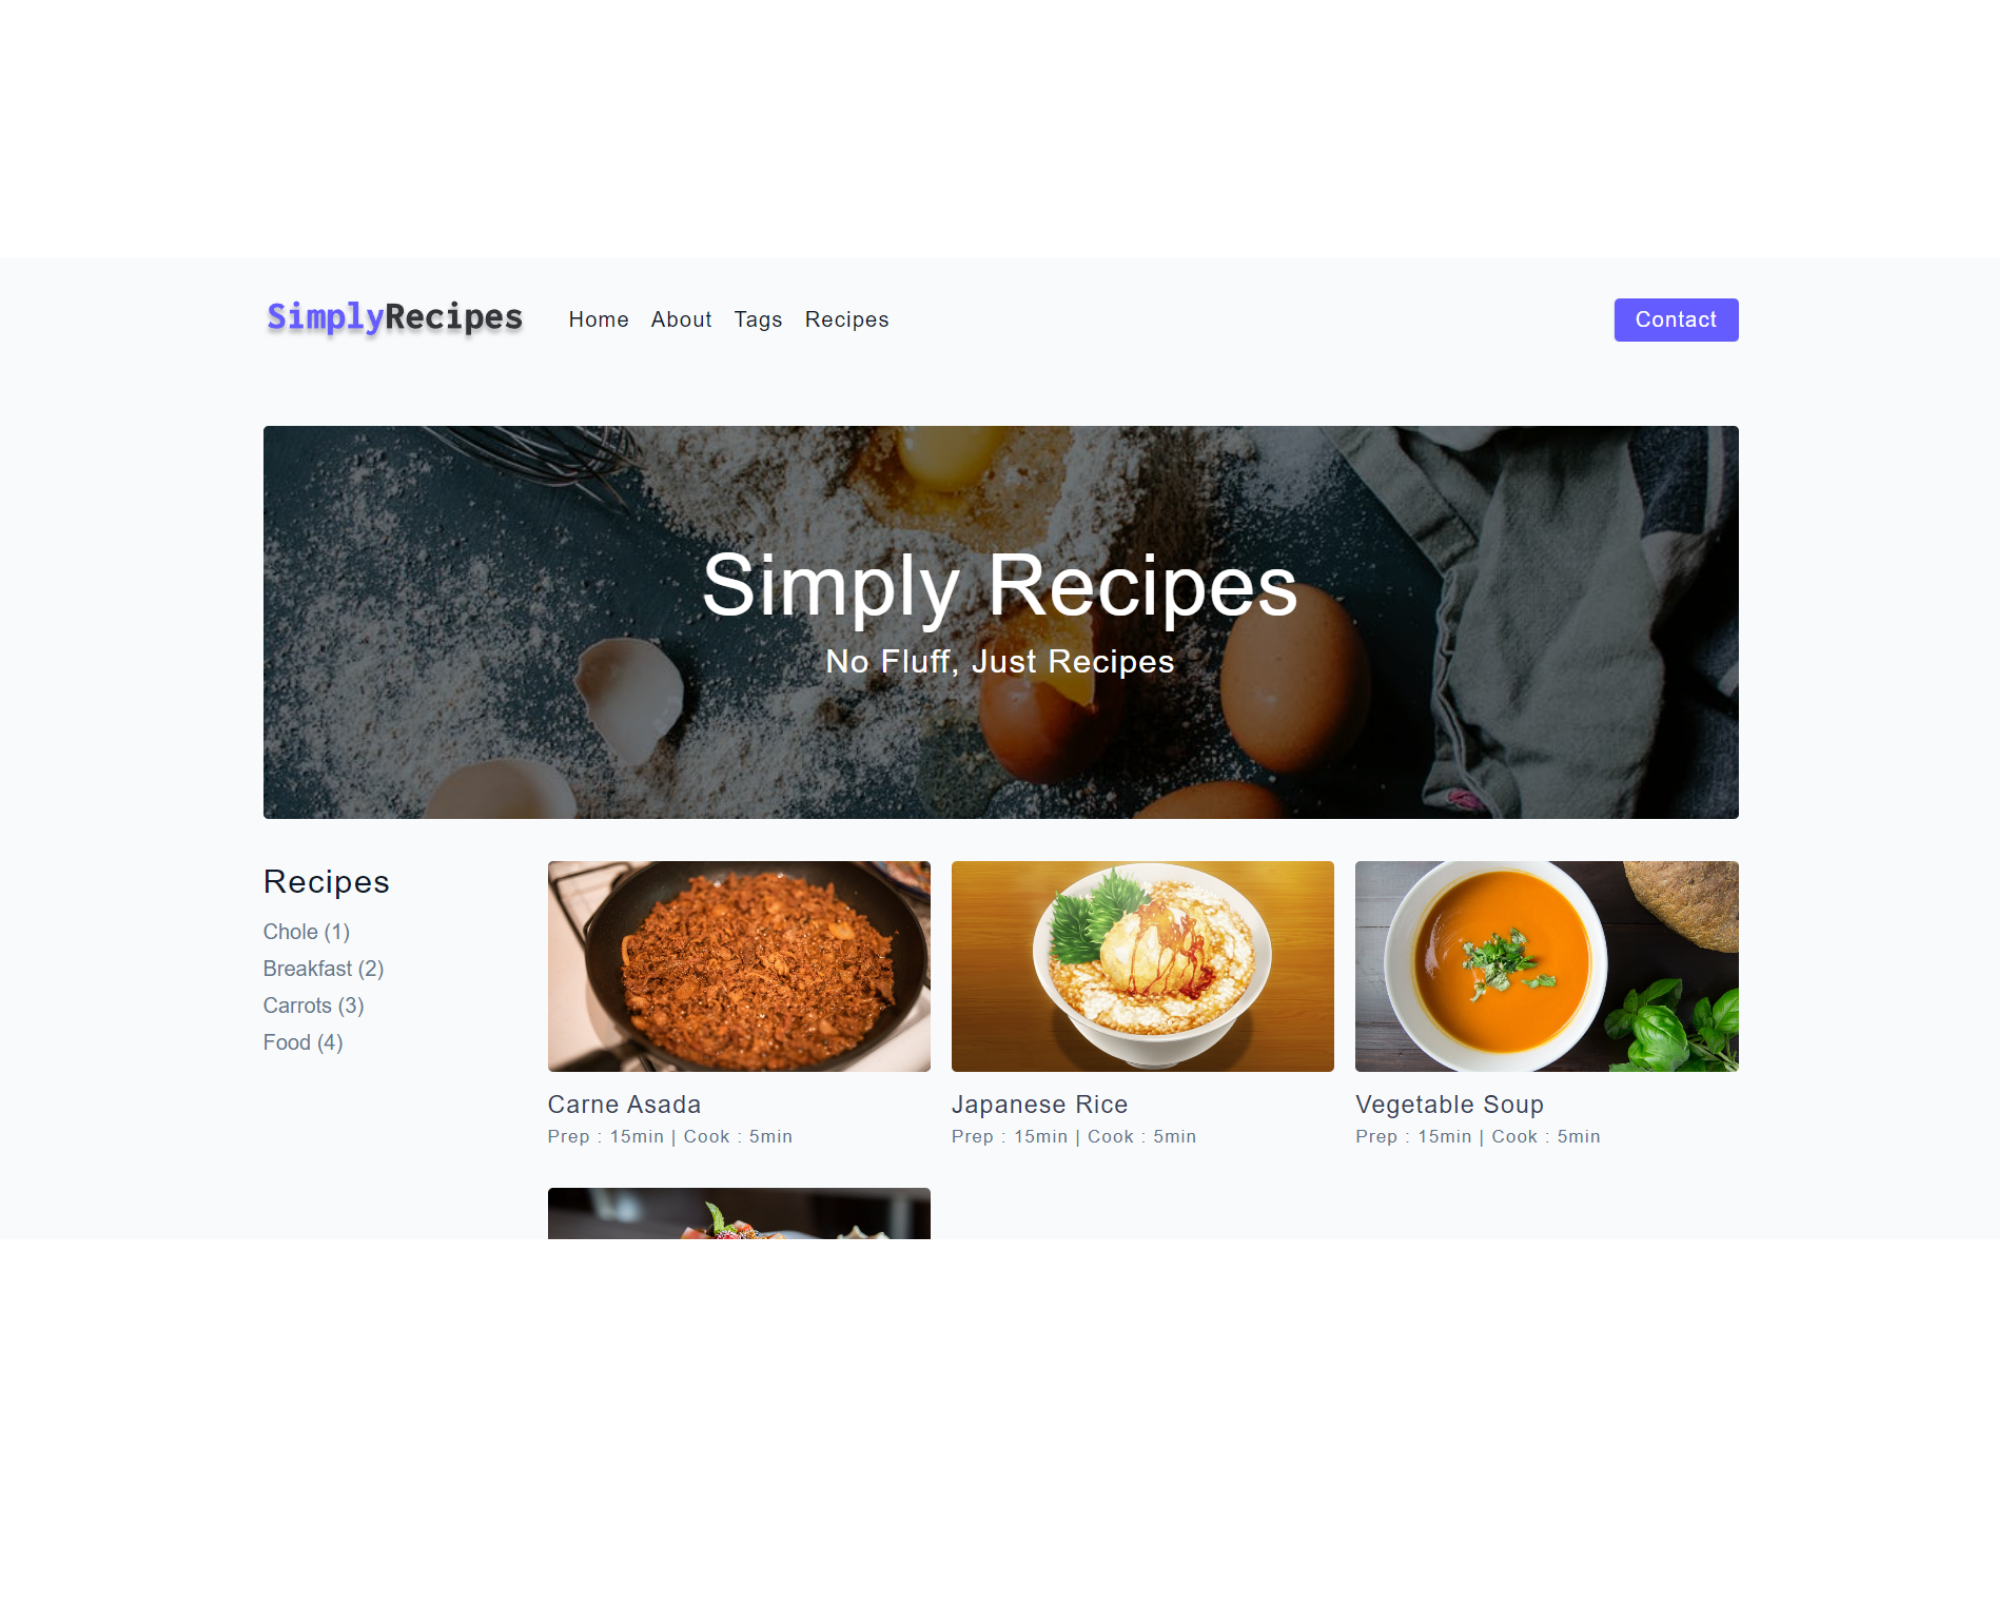 SimplyRecipes
Home About Tags Recipes
Contact
Simply Recipes
No Fluff, Just Recipes
Recipes
Chole (1)
Breakfast (2)
Carrots (3)
Food (4)
Carne Asada
Prep : 15min | Cook : 5min
Japanese Rice
Prep : 15min | Cook : 5min
Vegetable Soup
Prep : 15min | Cook : 5min